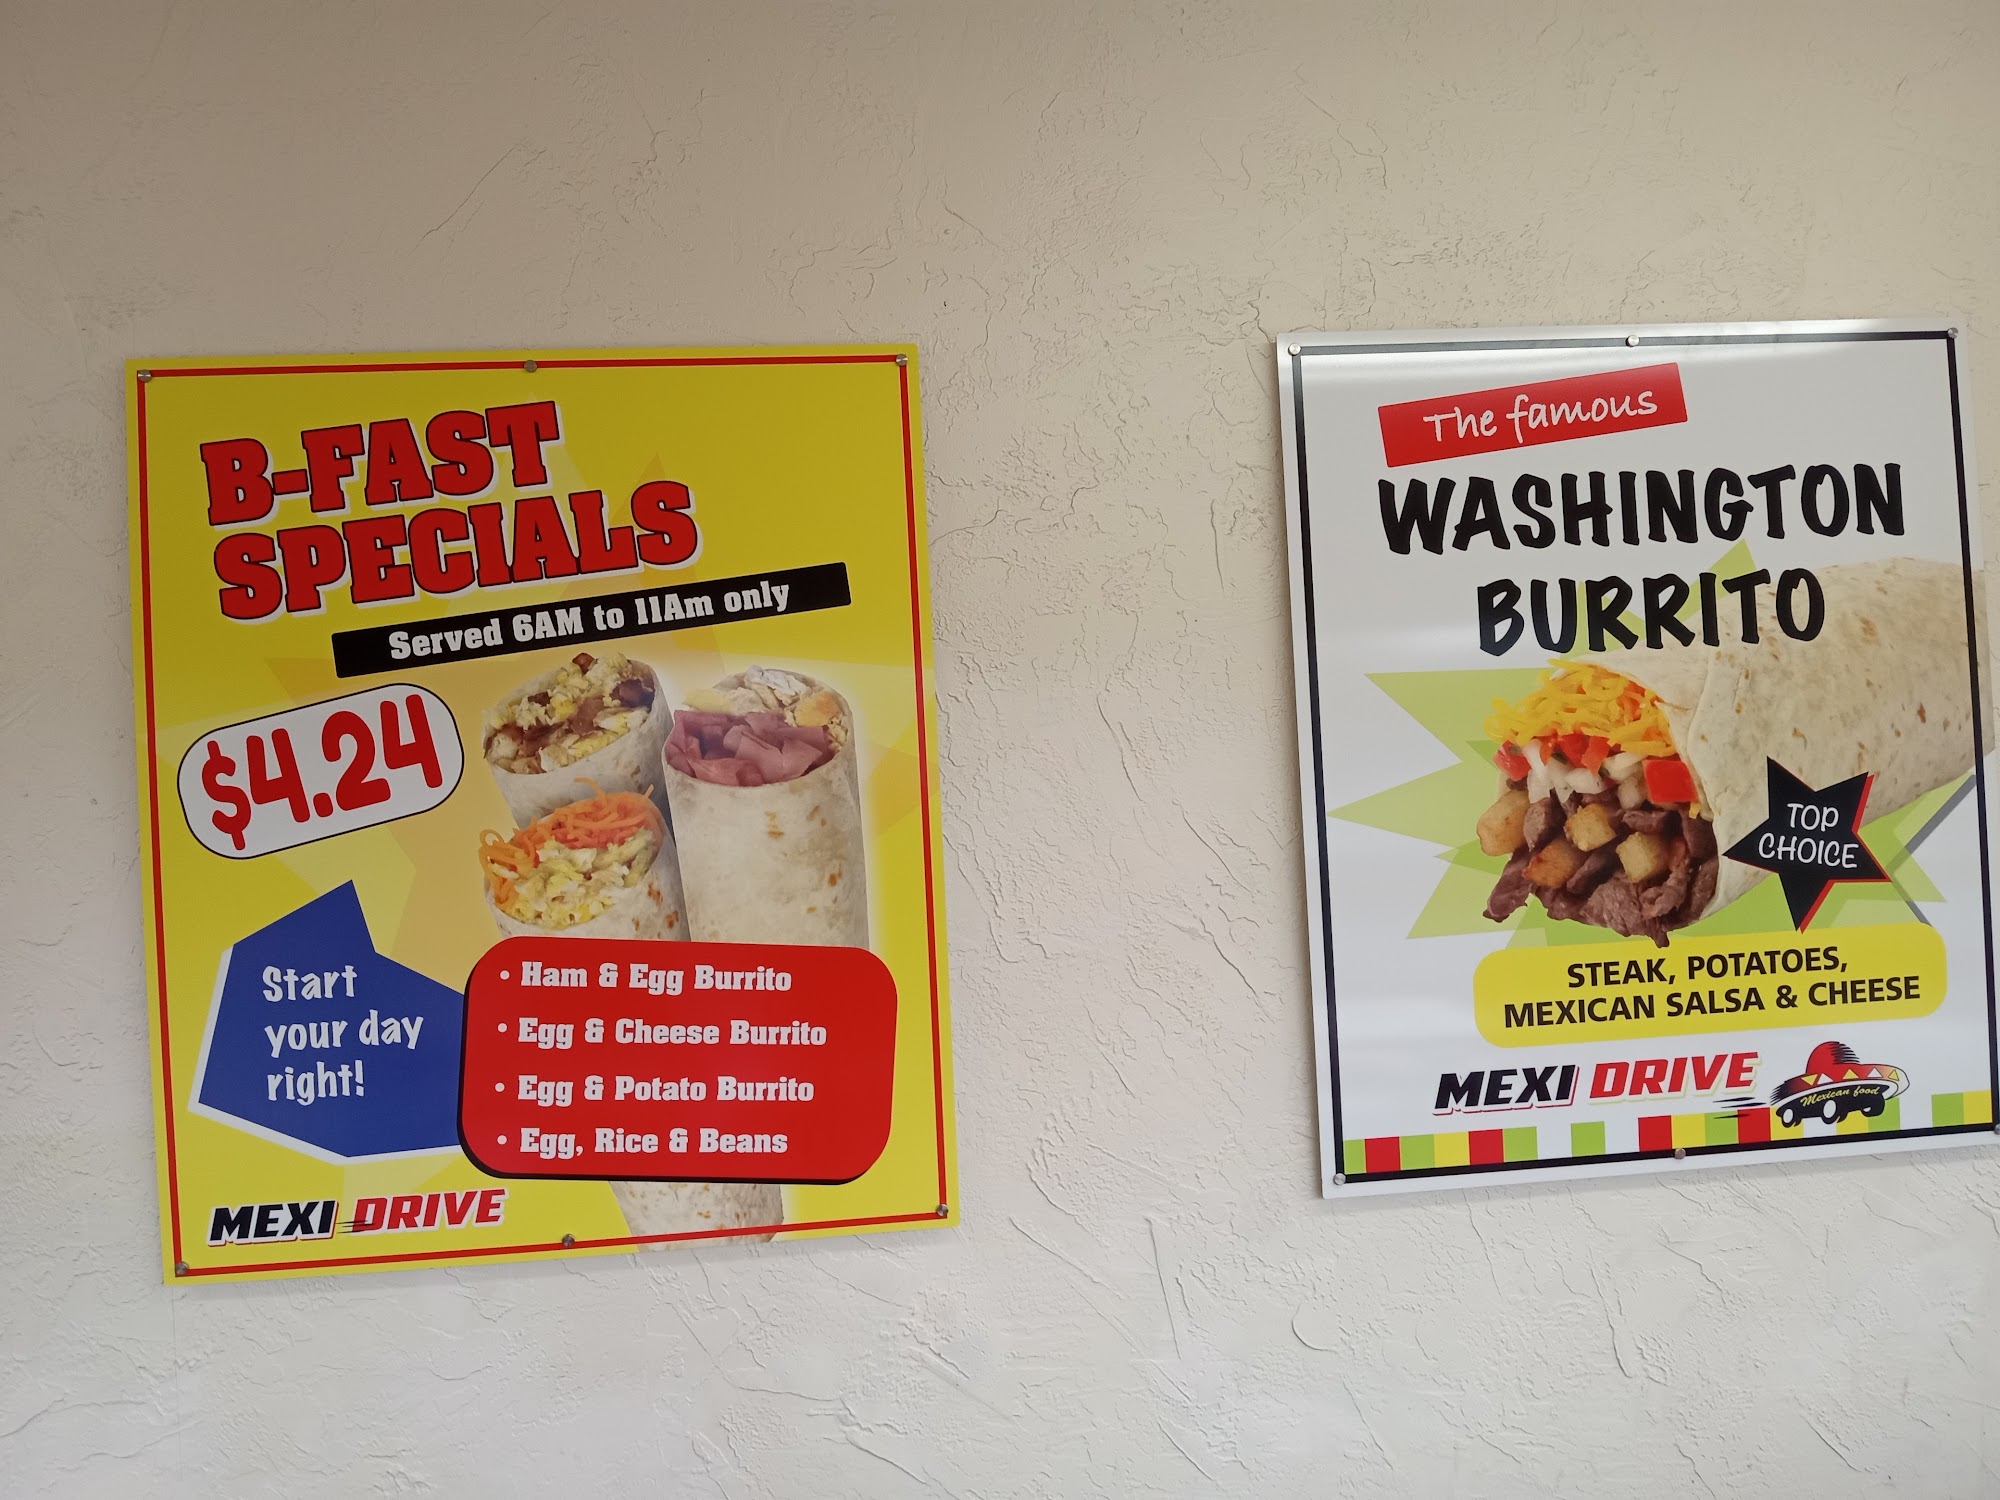 B-FAST
SPECIALS
Served 6AM to 11Am only
$4.24
Start
your day
right!
• Ham & Egg Burrito
• Egg & Cheese Burrito
• Egg & Potato Burrito
• Egg, Rice & Beans
MEXI DRIVE
The famous
WASHINGTON
BURRITO
TOP
CHOICE
STEAK, POTATOES,
MEXICAN SALSA & CHEESE
MEXI DRIVE
Mexican food